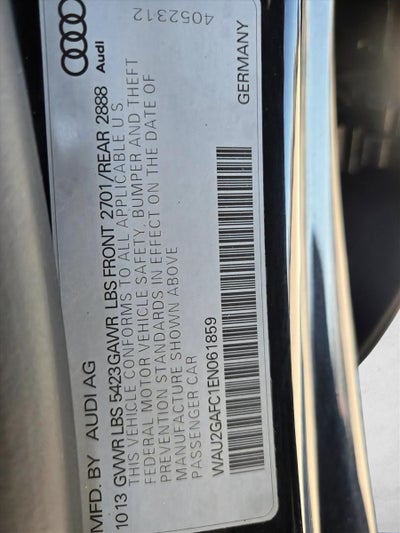 MFD. BY AUDI AG
10 13 GVWR LBS 5423 GAWR LBS FRONT 2701/REAR 2888
THIS VEHICLE CONFORMS TO ALL APPLICABLE U S
FEDERAL MOTOR VEHICLE SAFETY, BUMPER AND THEFT
PREVENTION STANDARDS IN EFFECT ON THE DATE OF
MANUFACTURE SHOWN ABOVE
PASSENGER CAR
WAU2GAFC1EN061859
GERMANY
Audi
4052312